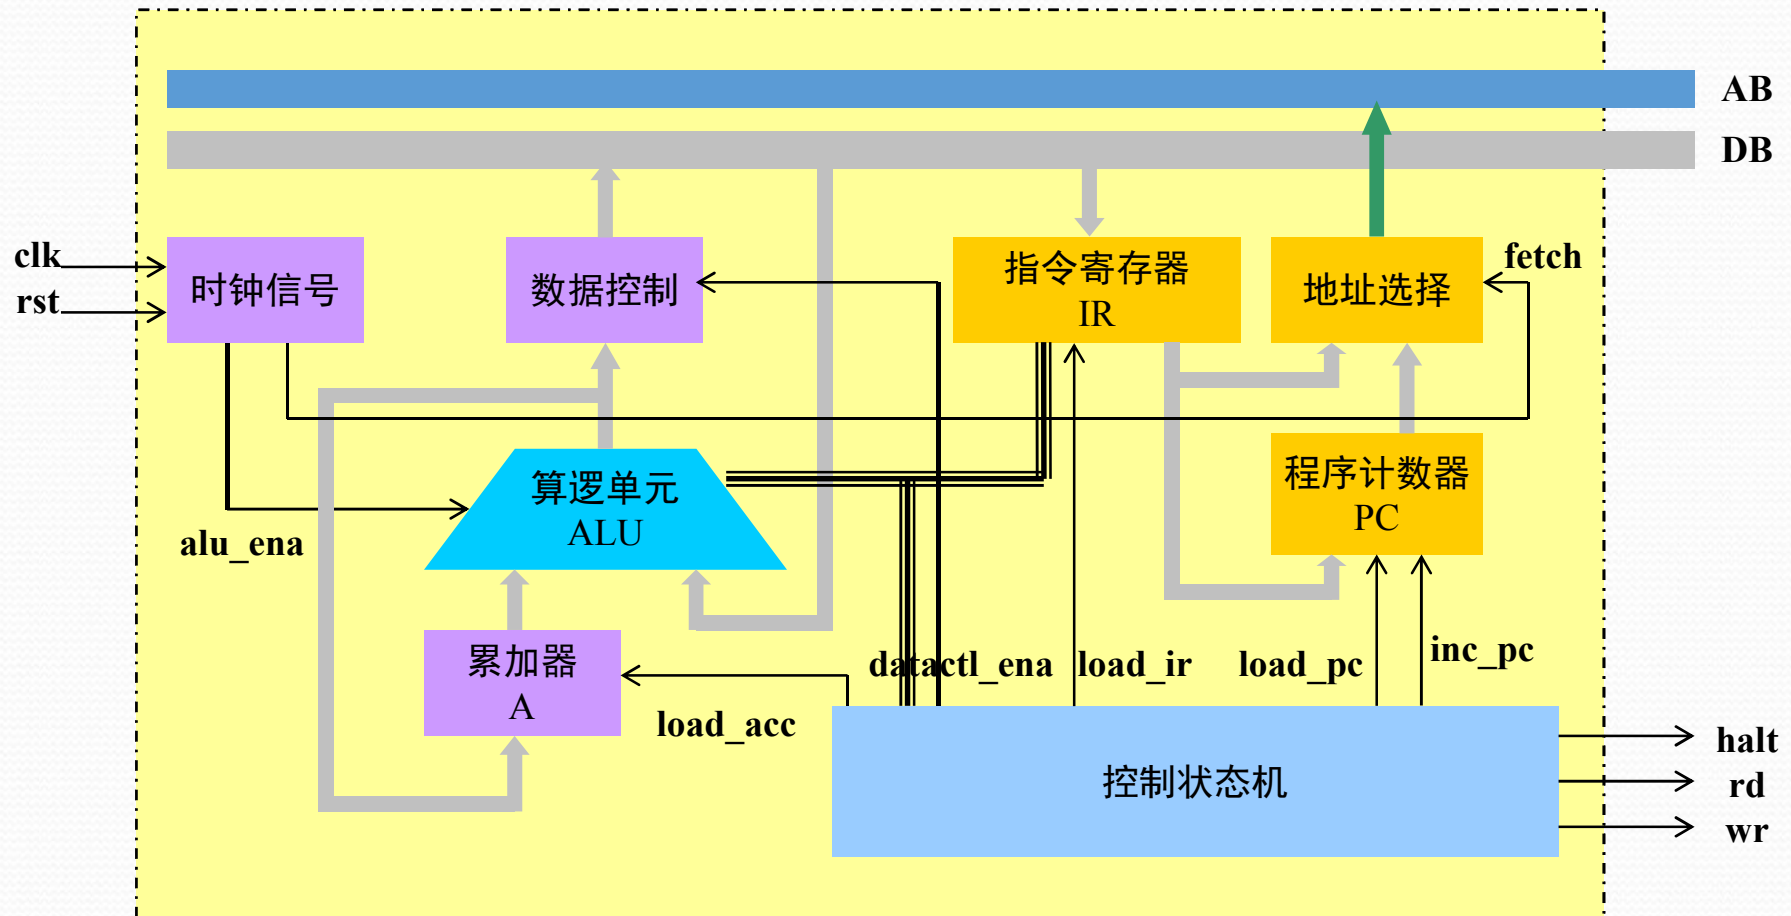 AB
DB
clk
rst
时钟信号
数据控制
指令寄存器
IR
地址选择
fetch
算逻单元
ALU
alu_ena
程序计数器
PC
累加器
A
load_acc
datactl_ena
load_ir
load_pc
inc_pc
控制状态机
halt
rd
wr